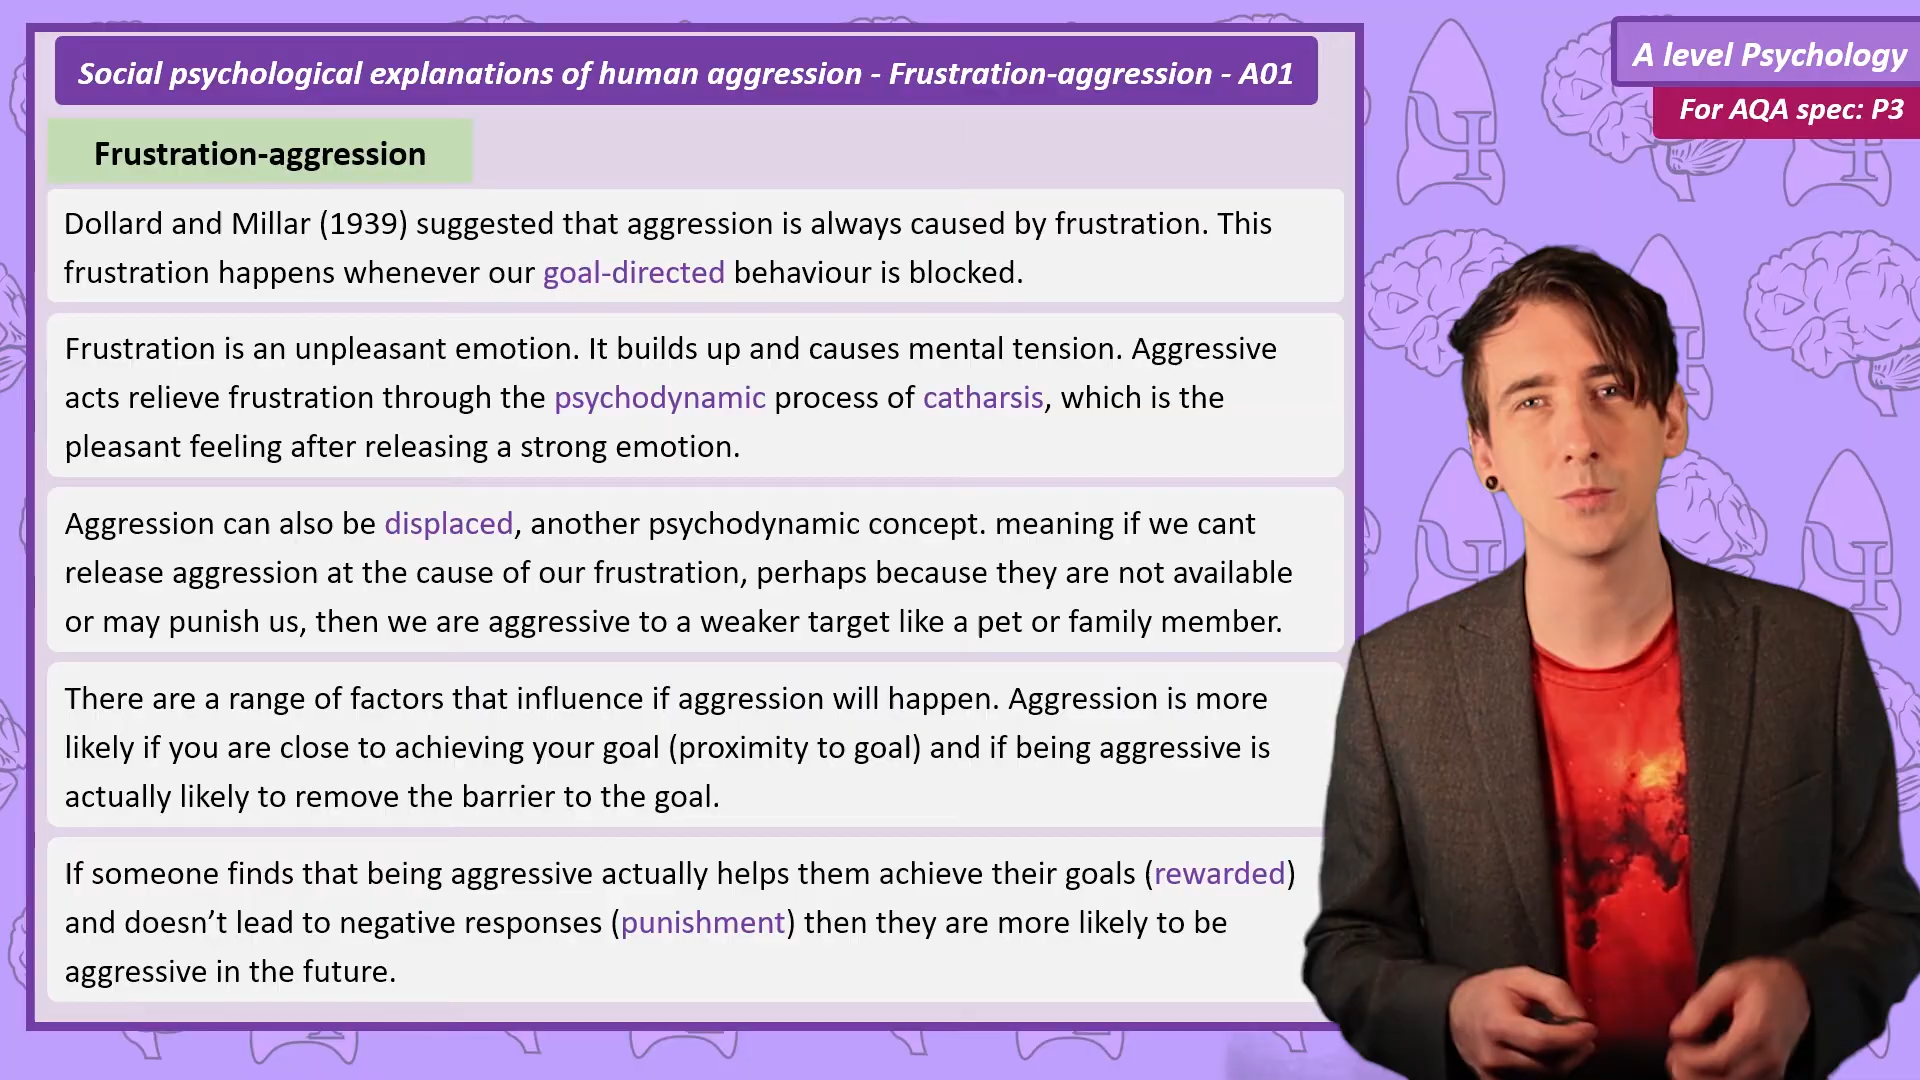 Social psychological explanations of human aggression - Frustration-aggression - A01
A level Psychology
For AQA spec: P3
Frustration-aggression
Dollard and Millar (1939) suggested that aggression is always caused by frustration. This
frustration happens whenever our goal-directed behaviour is blocked.
Frustration is an unpleasant emotion. It builds up and causes mental tension. Aggressive
acts relieve frustration through the psychodynamic process of catharsis, which is the
pleasant feeling after releasing a strong emotion.
Aggression can also be displaced, another psychodynamic concept. meaning if we cant
release aggression at the cause of our frustration, perhaps because they are not available
or may punish us, then we are aggressive to a weaker target like a pet or family member.
There are a range of factors that influence if aggression will happen. Aggression is more
likely if you are close to achieving your goal (proximity to goal) and if being aggressive is
actually likely to remove the barrier to the goal.
If someone finds that being aggressive actually helps them achieve their goals (rewarded)
and doesn’t lead to negative responses (punishment) then they are more likely to be
aggressive in the future.